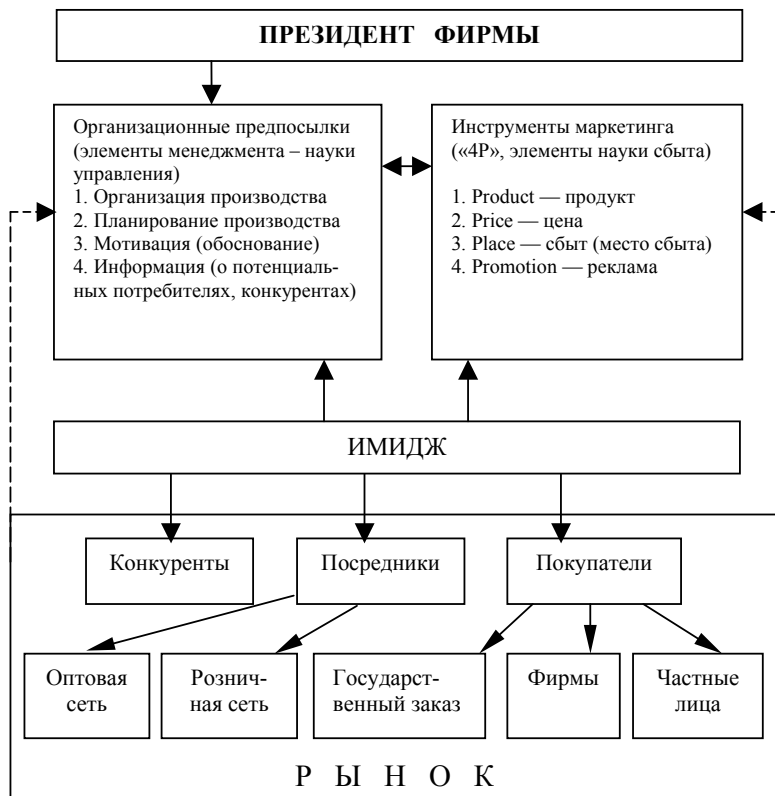 ПРЕЗИДЕНТ ФИРМЫ
Организационные предпосылки
(элементы менеджмента – науки
управления)
1. Организация производства
2. Планирование производства
3. Мотивация (обоснование)
4. Информация (о потенциаль-
ных потребителях, конкурентах)
Инструменты маркетинга
(«4P», элементы науки сбыта)
1. Product — продукт
2. Price — цена
3. Place — сбыт (место сбыта)
4. Promotion — реклама
ИМИДЖ
Конкуренты
Посредники
Покупатели
Оптовая
сеть
Рознич-
ная сеть
Государст-
венный заказ
Фирмы
Частные
лица
Р Ы Н О К